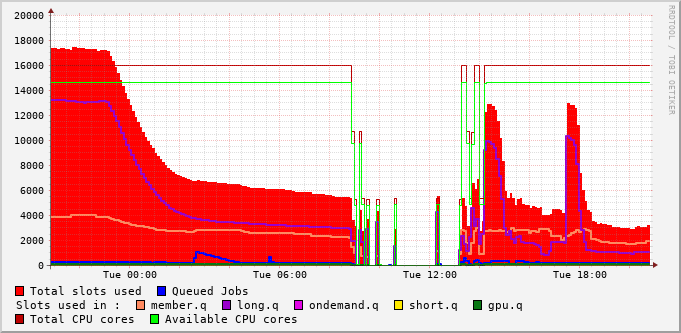 20000
18000
16000
14000
12000
10000
8000
6000
4000
2000
0
Tue 00:00 Tue 06:00 Tue 12:00 Tue 18:00
Total slots used Queued Jobs
Slots used in : member.q long.q ondemand.q short.q gpu.q
Total CPU cores Available CPU cores
RRDTOOL / TOBI OETIKER